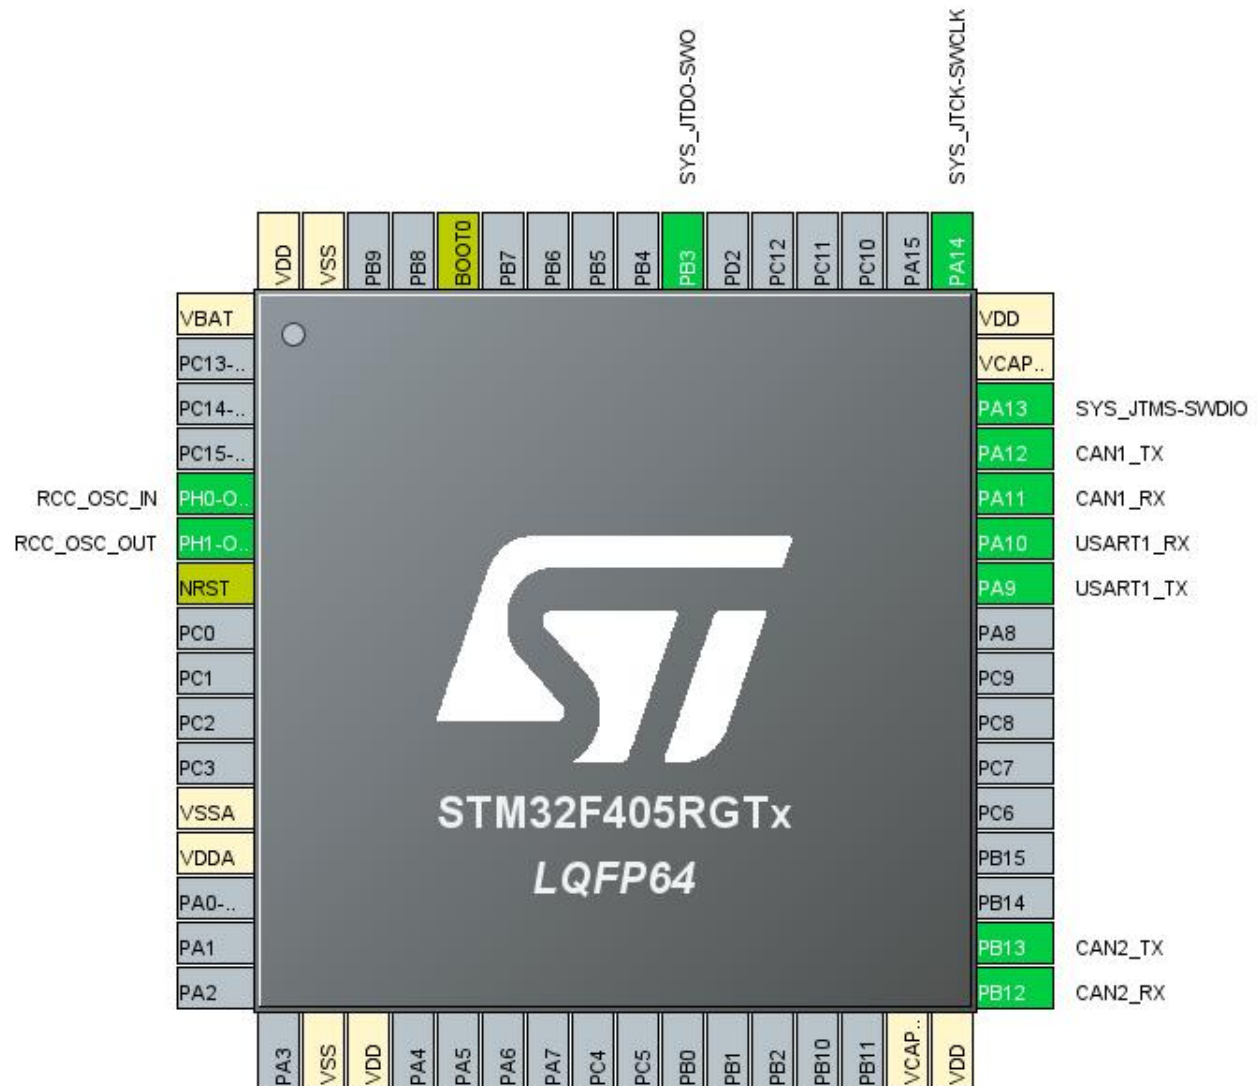 SYS_JTDO-SWO
SYS_JTCK-SWCLK
VDD
VSS
PB9
PB8
BOOT0
PB7
PB6
PB5
PB4
PB3
PD2
PC12
PC11
PC10
PA15
PA14
VBAT
PC13-..
PC14-..
PC15-..
RCC_OSC_IN PH0-O..
RCC_OSC_OUT PH1-O..
NRST
PC0
PC1
PC2
PC3
VSSA
VDDA
PA0-..
PA1
PA2
STM32F405RGTx
LQFP64
VDD
VCAP..
PA13 SYS_JTMS-SWDIO
PA12 CAN1_TX
PA11 CAN1_RX
PA10 USART1_RX
PA9 USART1_TX
PA8
PC9
PC8
PC7
PC6
PB15
PB14
PB13 CAN2_TX
PB12 CAN2_RX
PA3
VSS
VDD
PA4
PA5
PA6
PA7
PC4
PC5
PB0
PB1
PB2
PB10
PB11
VCAP..
VDD